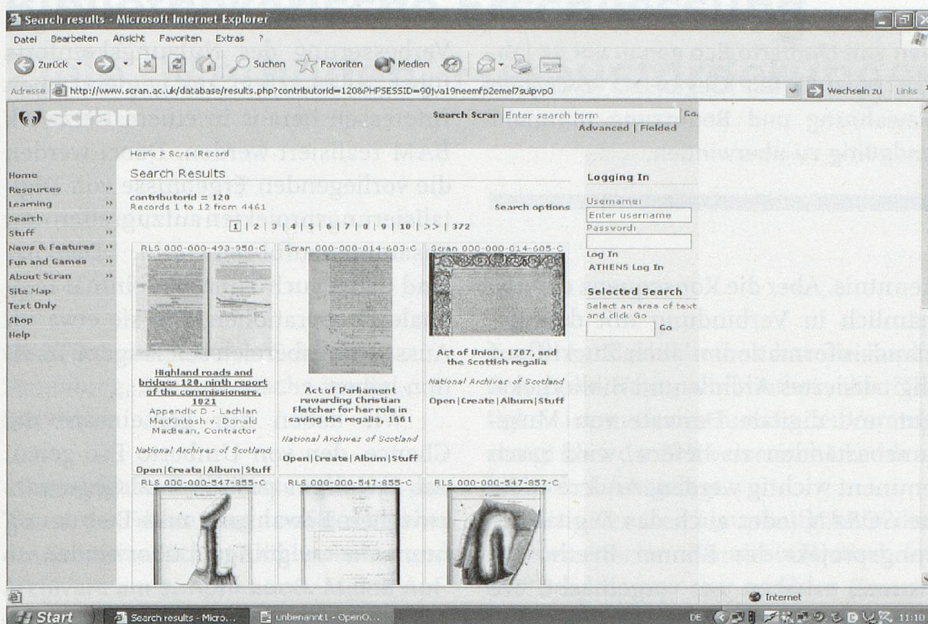 Search results - Microsoft Internet Explorer
Datei Bearbeiten Ansicht Favoriten Extras ?
Zurück Suchen Favoriten Medien
Adresse http://www.scran.ac.uk/database/results.php?contributorid=120&PHPSESSID=90jva19neemfp2emel7sulpvp0 Wechseln zu Links
scran
Search Scran Enter search term Go
Advanced | Fielded
Home > Scran Record
Search Results
contributorid = 120
Records 1 to 12 from 4461
Search options
1 | 2 | 3 | 4 | 5 | 6 | 7 | 8 | 9 | 10 | >> | 372
Home
Resources
Learning
Search
Stuff
News & Features
Fun and Games
About Scran
Site Map
Text Only
Shop
Help
RLS 000-000-493-950-C
Highland roads and
bridges 120, ninth report
of the commissioners,
1821
Appendix D - Lachlan
MacKintosh v. Donald
MacBean, Contractor
National Archives of Scotland
Open|Create|Album|Stuff
Scran 000-000-014-603-C
Act of Parliament
rewarding Christian
Fletcher for her role in
saving the regalia, 1661
National Archives of Scotland
Open|Create|Album|Stuff
Scran 000-000-014-605-C
Act of Union, 1707, and
the Scottish regalia
National Archives of Scotland
Open|Create|Album|Stuff
RLS 000-000-547-855-C
RLS 000-000-547-855-C
RLS 000-000-547-857-C
Logging In
Username:
Enter username
Password:
Log In
ATHENS Log In
Selected Search
Select an area of text
and click Go
Go
Internet
Start Search results - Micro... unbenannt1 - OpenO... DE 11:10